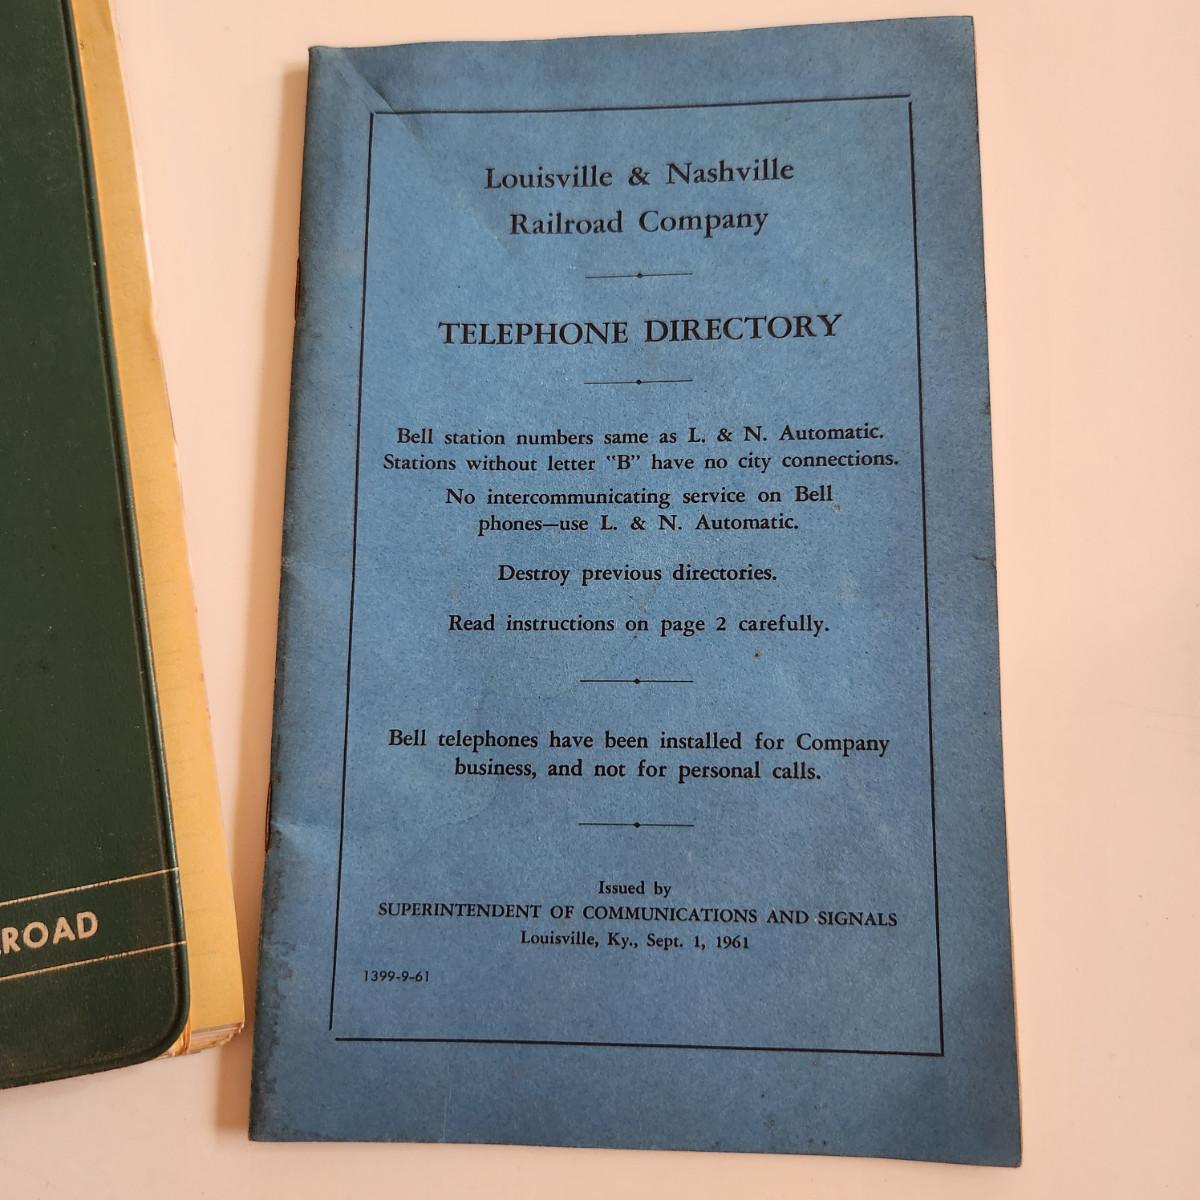 Louisville & Nashville
Railroad Company
TELEPHONE DIRECTORY
Bell station numbers same as L. & N. Automatic.
Stations without letter "B" have no city connections.
No intercommunicating service on Bell
phones—use L. & N. Automatic.
Destroy previous directories.
Read instructions on page 2 carefully.
Bell telephones have been installed for Company
business, and not for personal calls.
Issued by
SUPERINTENDENT OF COMMUNICATIONS AND SIGNALS
Louisville, Ky., Sept. 1, 1961
1399-9-61
ROAD